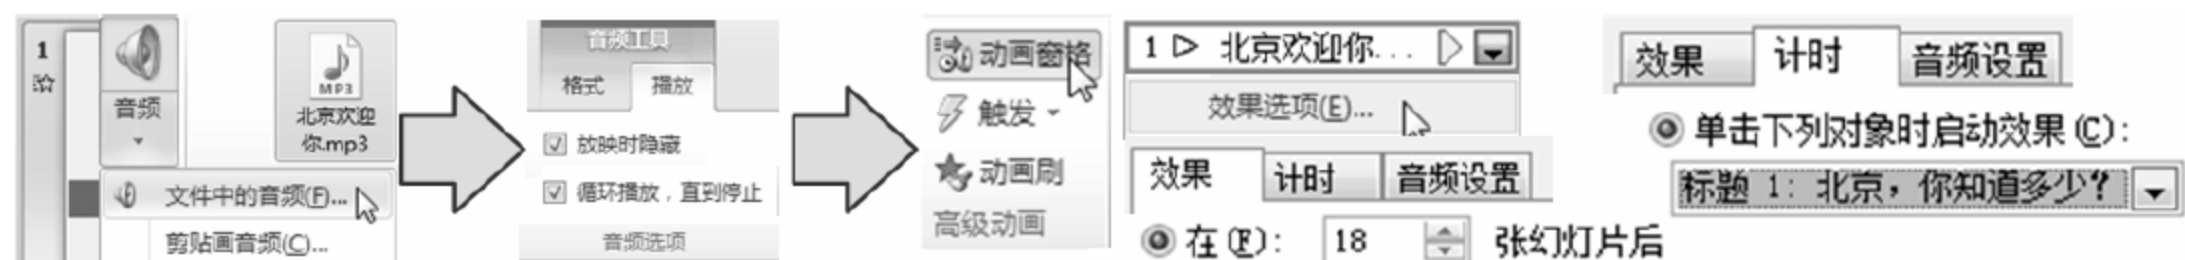 1
音频
MP3
北京欢迎
你.mp3
文件中的音频(F)...
剪贴画音频(C)...
音频工具
格式
播放
放映时隐藏
循环播放，直到停止
音频选项
动画窗格
触发
动画刷
高级动画
1 北京欢迎你...
效果选项(E)...
效果 计时 音频设置
在(F): 18 张幻灯片后
效果 计时 音频设置
单击下列对象时启动效果(C):
标题 1: 北京，你知道多少?